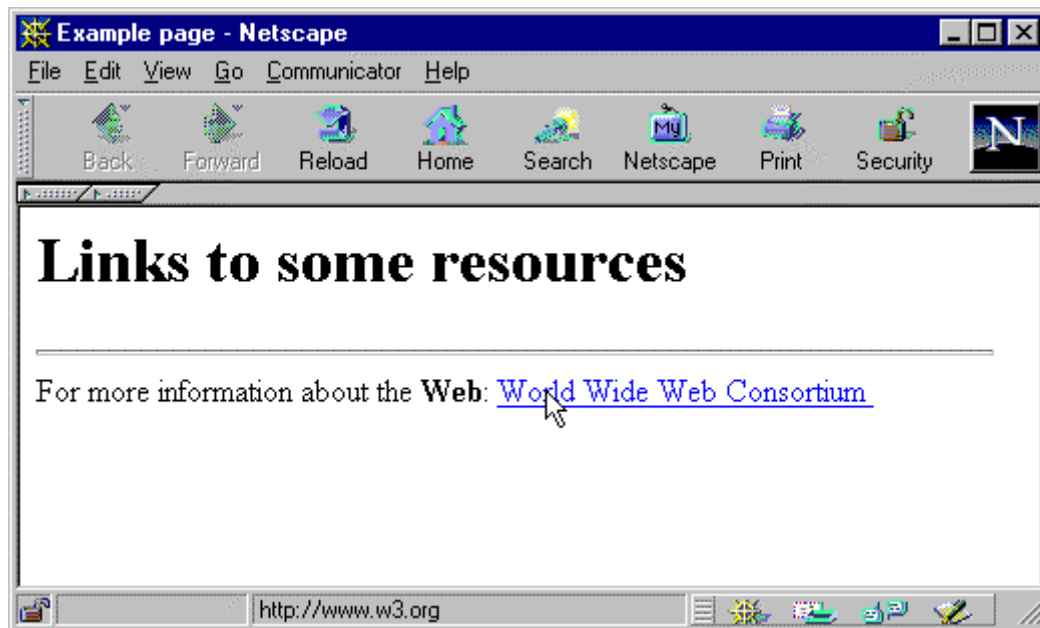 Example page - Netscape
File Edit View Go Communicator Help
My N
Back Forward Reload Home Search Netscape Print Security
Links to some resources
For more information about the Web: World Wide Web Consortium
http://www.w3.org